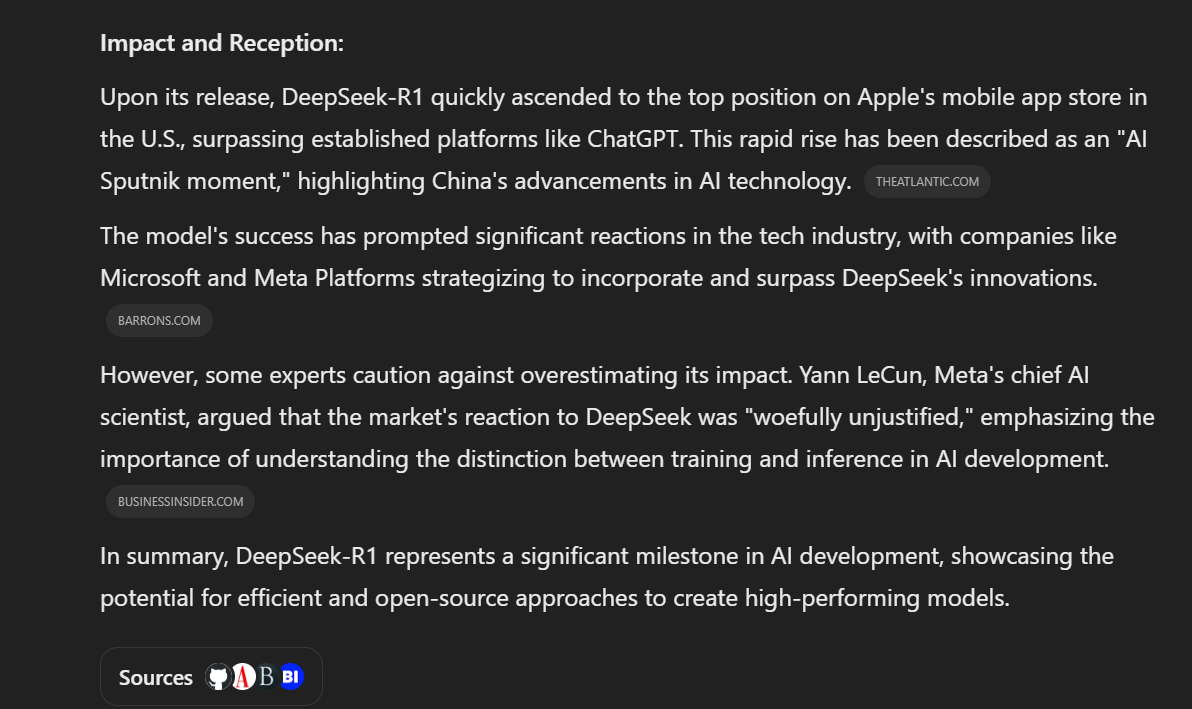 Impact and Reception:
Upon its release, DeepSeek-R1 quickly ascended to the top position on Apple's mobile app store in
the U.S., surpassing established platforms like ChatGPT. This rapid rise has been described as an "AI
Sputnik moment," highlighting China's advancements in AI technology. THEATLANTIC.COM
The model's success has prompted significant reactions in the tech industry, with companies like
Microsoft and Meta Platforms strategizing to incorporate and surpass DeepSeek's innovations.
BARRONS.COM
However, some experts caution against overestimating its impact. Yann LeCun, Meta's chief AI
scientist, argued that the market's reaction to DeepSeek was "woefully unjustified," emphasizing the
importance of understanding the distinction between training and inference in AI development.
BUSINESSINSIDER.COM
In summary, DeepSeek-R1 represents a significant milestone in AI development, showcasing the
potential for efficient and open-source approaches to create high-performing models.
Sources A B BI